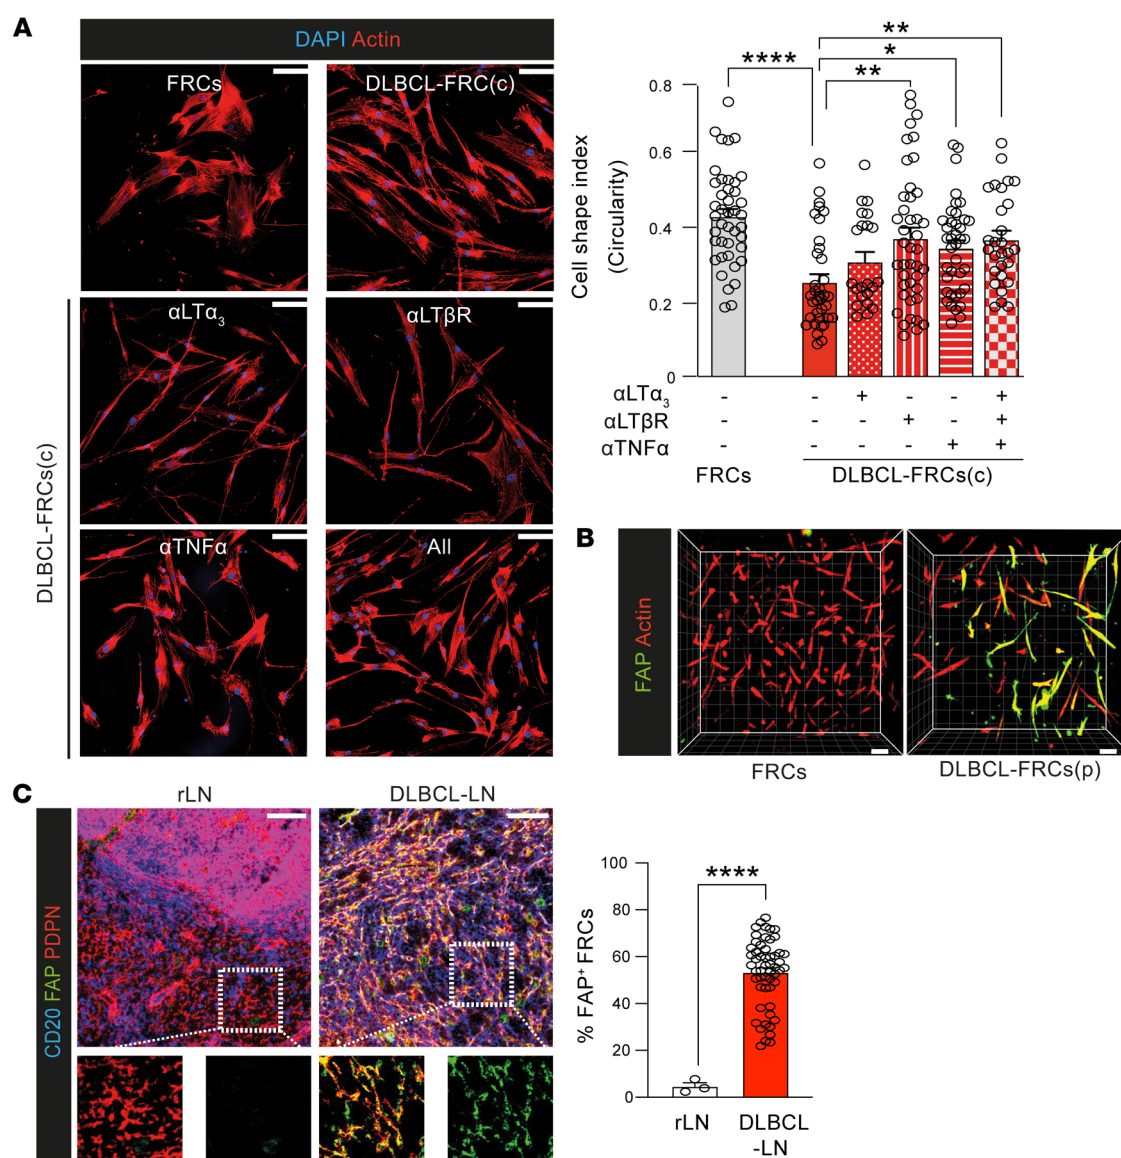 A
DAPI Actin
FRCs
DLBCL-FRC(c)
αLTα3
αLTβR
αTNFα
All
DLBCL-FRCs(c)
Cell shape index
(Circularity)
0.8
0.6
0.4
0.2
0
****
**
*
**
αLTα3 - - + - - +
αLTβR - - - + - +
αTNFα - - - - + +
FRCs
DLBCL-FRCs(c)
B
FAP Actin
FRCs
DLBCL-FRCs(p)
C
rLN
DLBCL-LN
CD20 FAP PDPN
% FAP+ FRCs
100
80
60
40
20
0
****
rLN
DLBCL
-LN